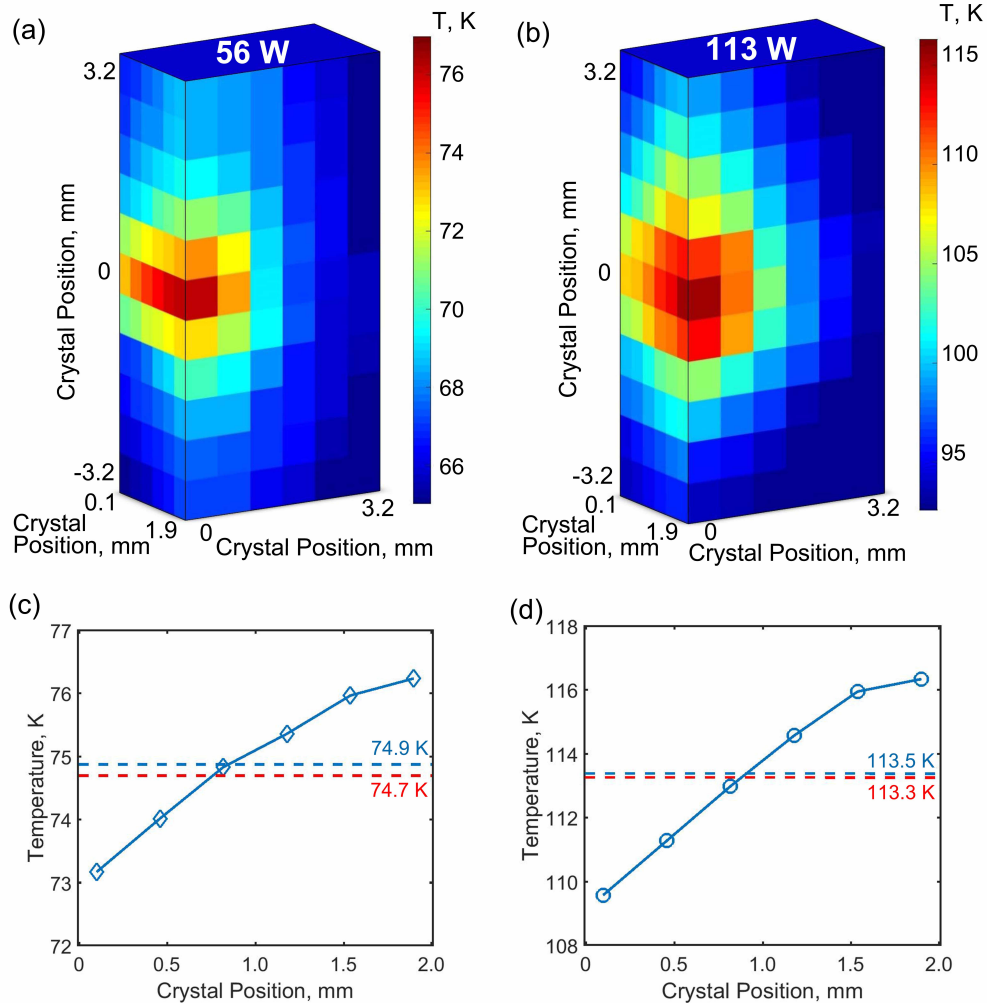 (a)
56 W
T, K
3.2
0
-3.2
0.1
1.9
0
3.2
76
74
72
70
68
66
Crystal Position, mm
Crystal
Position, mm
Crystal Position, mm
(b)
113 W
T, K
3.2
0
-3.2
0.1
1.9
0
3.2
115
110
105
100
95
Crystal Position, mm
Crystal
Position, mm
Crystal Position, mm
(c)
77
76
75
74
73
72
Temperature, K
74.9 K
74.7 K
0
0.5
1.0
1.5
2.0
Crystal Position, mm
(d)
118
116
114
112
110
108
Temperature, K
113.5 K
113.3 K
0
0.5
1.0
1.5
2.0
Crystal Position, mm